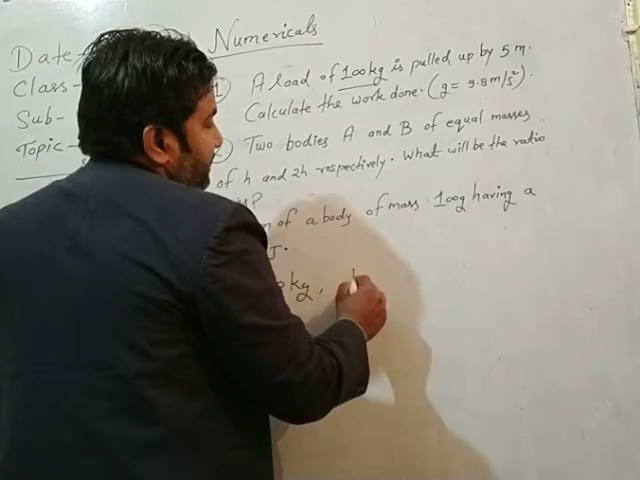 Date-
Class-
Sub-
Topic-
Numericals
1) A load of 100kg is pulled up by 5 m.
Calculate the work done. (g = 9.8 m/s²).
Two bodies A and B of equal masses
of h and 2h respectively. What will be the ratio
of a body of mass 100g having a
J.
kg,